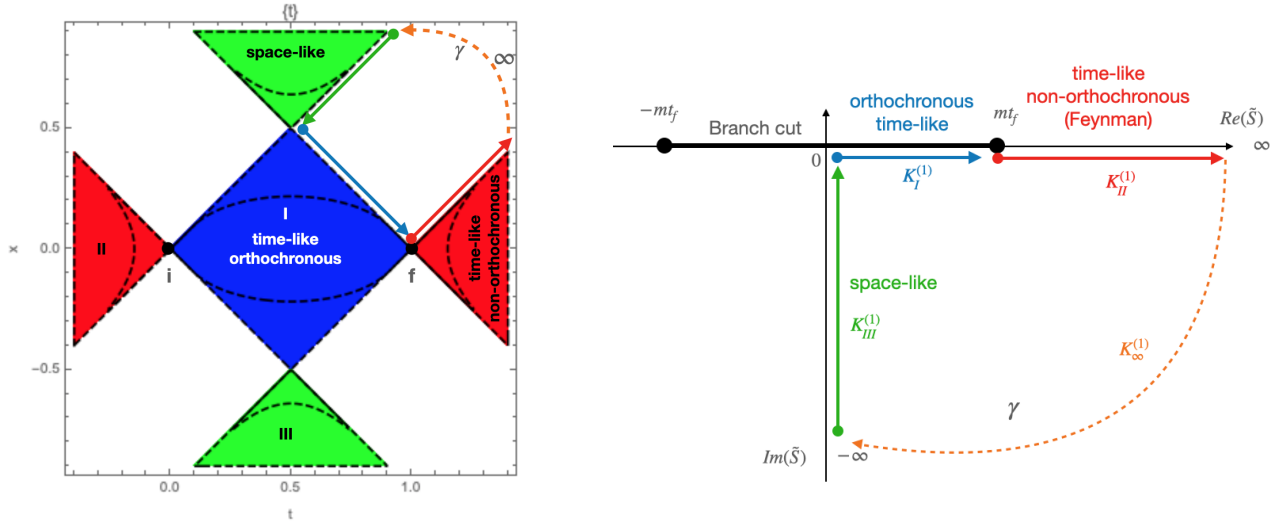 {t}
space-like
γ
∞
0.5
I
time-like
orthochronous
II
time-like
non-orthochronous
x
0.0
i
f
−0.5
III
0.0
0.5
1.0
t
time-like
non-orthochronous
(Feynman)
orthochronous
time-like
−mt_f
Branch cut
mt_f
Re(S̃)
∞
0
K_I^(1)
K_II^(1)
space-like
K_III^(1)
K_∞^(1)
γ
Im(S̃)
−∞